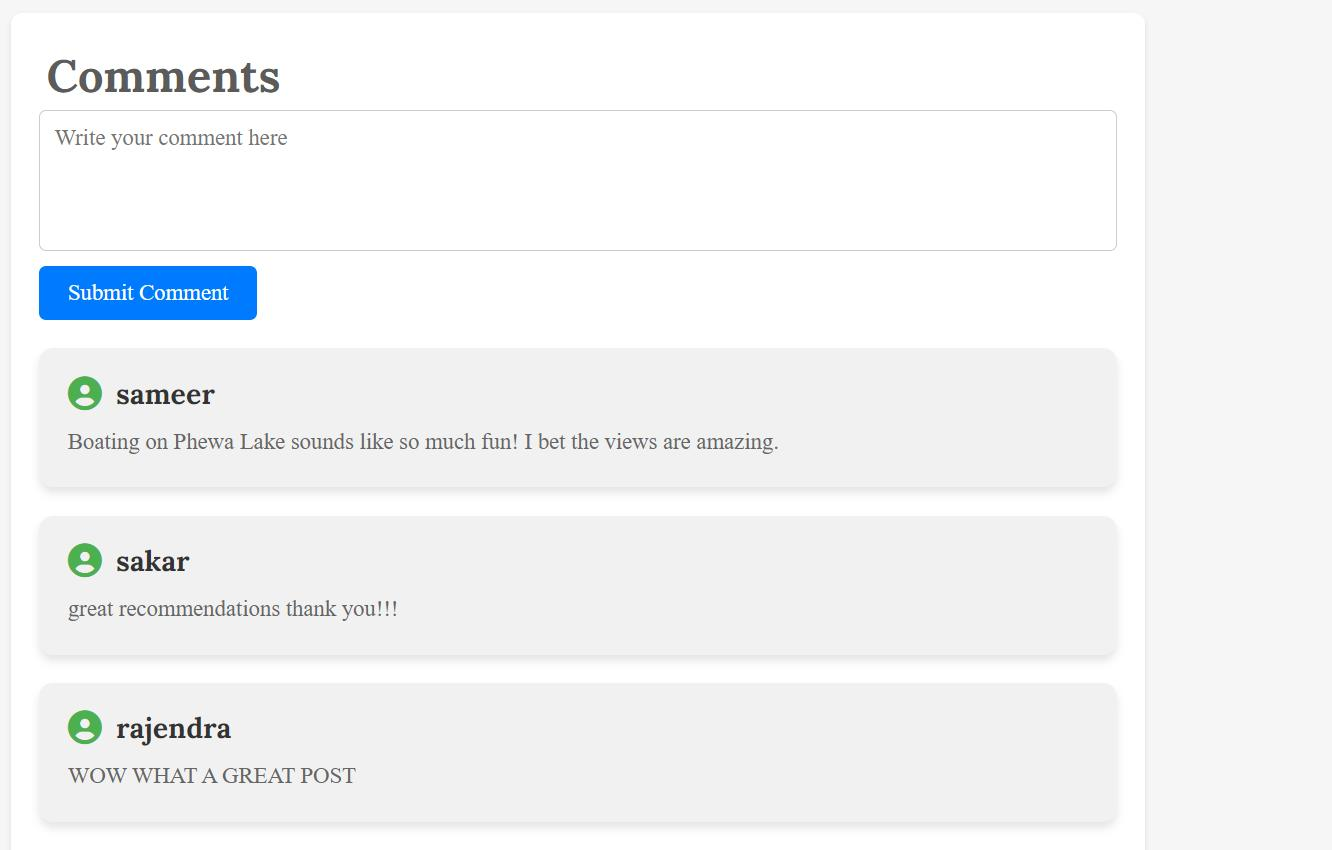 Comments
Write your comment here
Submit Comment
sameer
Boating on Phewa Lake sounds like so much fun! I bet the views are amazing.
sakar
great recommendations thank you!!!
rajendra
WOW WHAT A GREAT POST